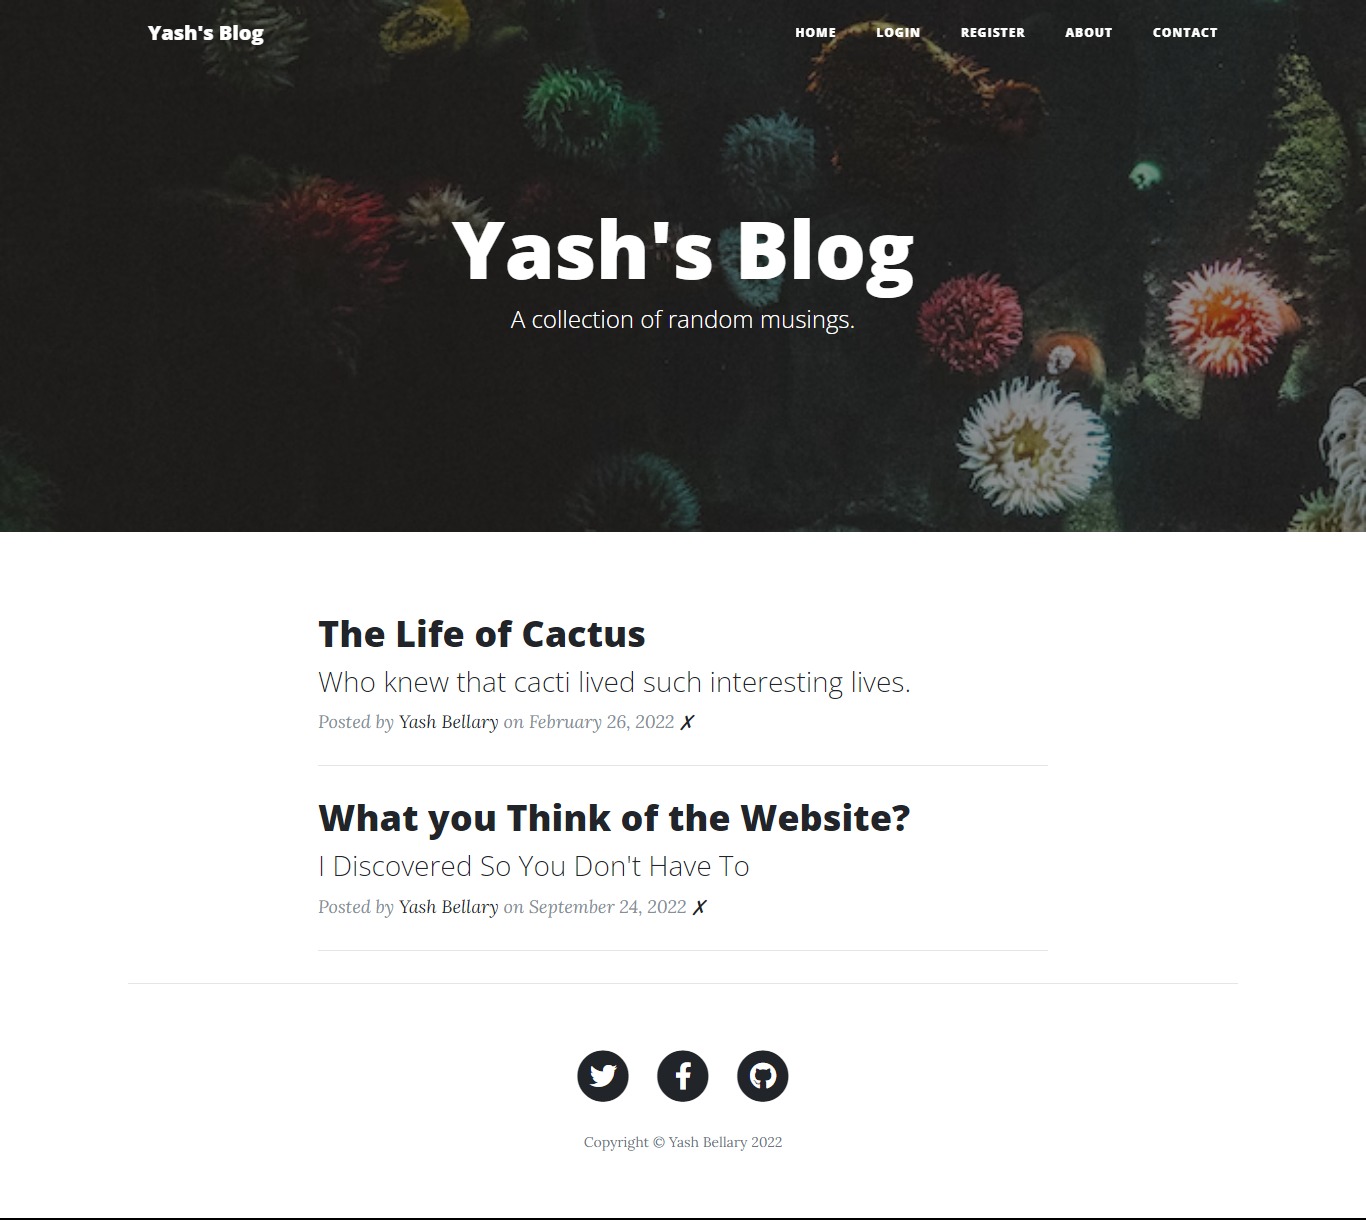 Yash's Blog
HOME LOGIN REGISTER ABOUT CONTACT
Yash's Blog
A collection of random musings.
The Life of Cactus
Who knew that cacti lived such interesting lives.
Posted by Yash Bellary on February 26, 2022 ✗
What you Think of the Website?
I Discovered So You Don't Have To
Posted by Yash Bellary on September 24, 2022 ✗
Copyright © Yash Bellary 2022